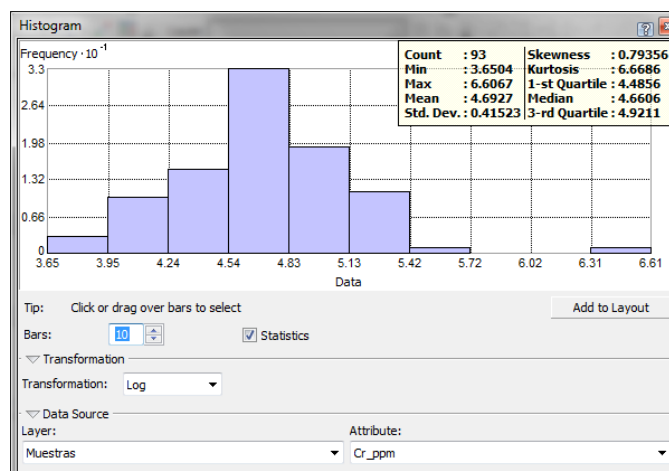 Histogram
Frequency · 10⁻¹
Count : 93 Skewness : 0.79356
Min : 3.6504 Kurtosis : 6.6686
Max : 6.6067 1-st Quartile : 4.4856
Mean : 4.6927 Median : 4.6606
Std. Dev. : 0.41523 3-rd Quartile : 4.9211
3.3
2.64
1.98
1.32
0.66
0
3.65 3.95 4.24 4.54 4.83 5.13 5.42 5.72 6.02 6.31 6.61
Data
Tip: Click or drag over bars to select Add to Layout
Bars: 10 Statistics
Transformation
Transformation: Log
Data Source
Layer: Attribute:
Muestras Cr_ppm